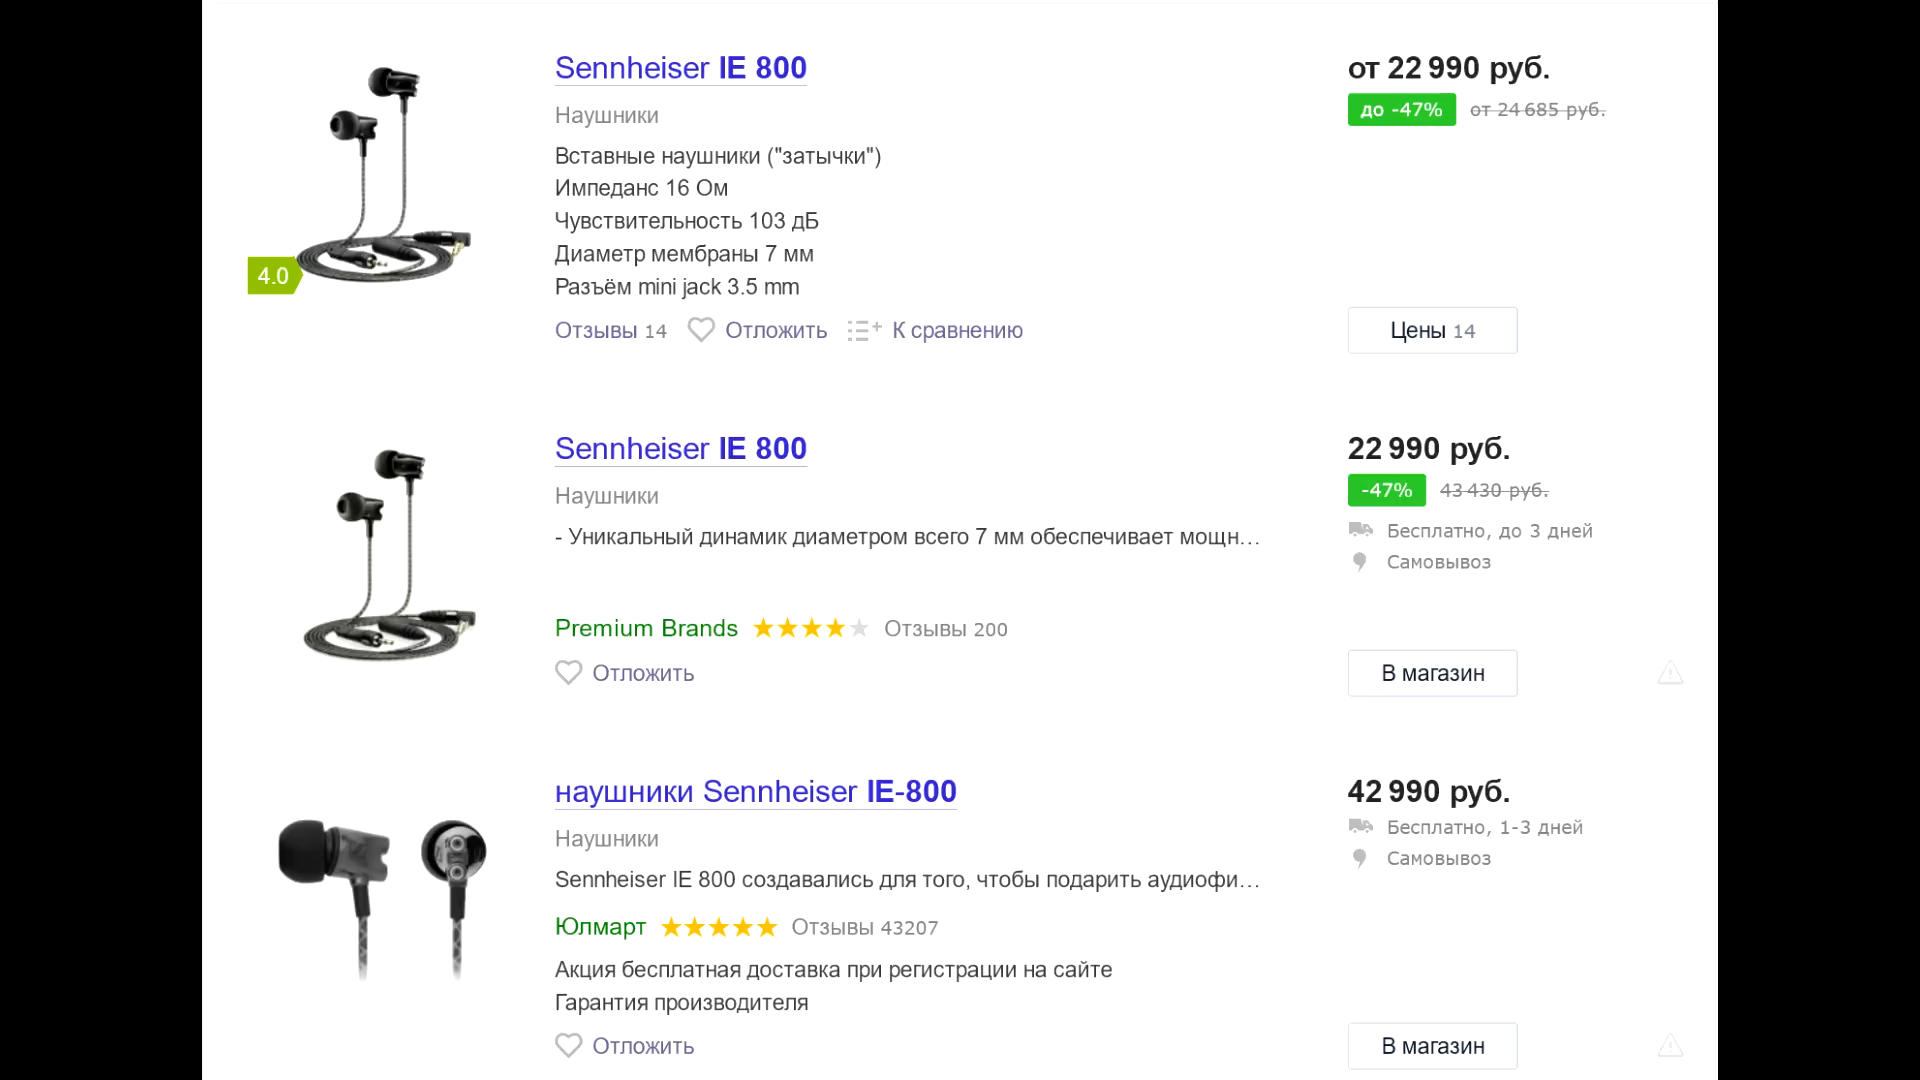 Sennheiser IE 800
от 22 990 руб.
Наушники
до -47% от 24 685 руб.
Вставные наушники ("затычки")
Импеданс 16 Ом
Чувствительность 103 дБ
Диаметр мембраны 7 мм
Разъём mini jack 3.5 mm
4.0
Отзывы 14 Отложить К сравнению
Цены 14
Sennheiser IE 800
22 990 руб.
Наушники
-47% 43 430 руб.
- Уникальный динамик диаметром всего 7 мм обеспечивает мощн…
Бесплатно, до 3 дней
Самовывоз
Premium Brands Отзывы 200
Отложить
В магазин
наушники Sennheiser IE-800
42 990 руб.
Наушники
Бесплатно, 1-3 дней
Самовывоз
Sennheiser IE 800 создавались для того, чтобы подарить аудиофи…
Юлмарт Отзывы 43207
Акция бесплатная доставка при регистрации на сайте
Гарантия производителя
Отложить
В магазин